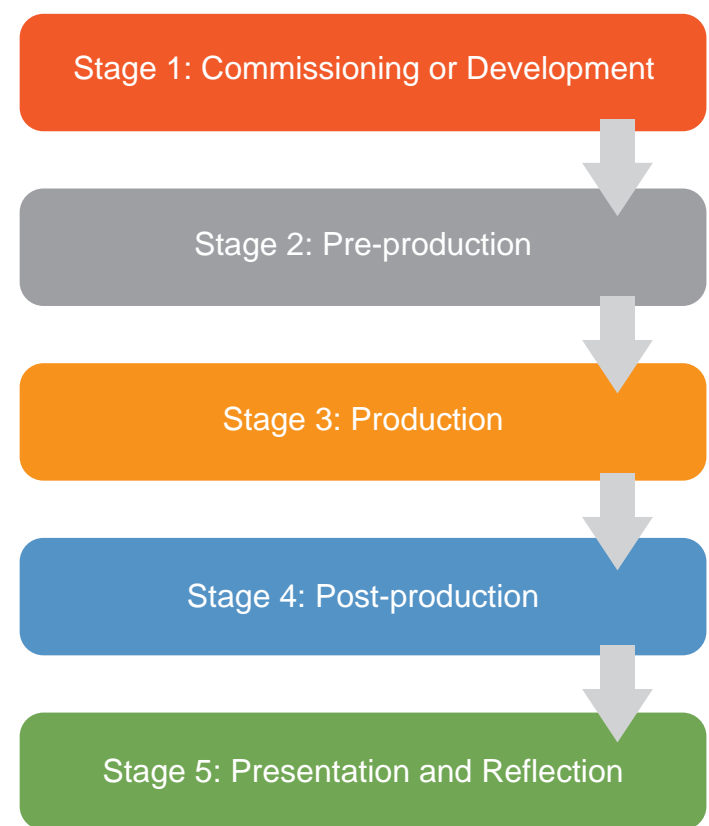 Stage 1: Commissioning or Development
Stage 2: Pre-production
Stage 3: Production
Stage 4: Post-production
Stage 5: Presentation and Reflection